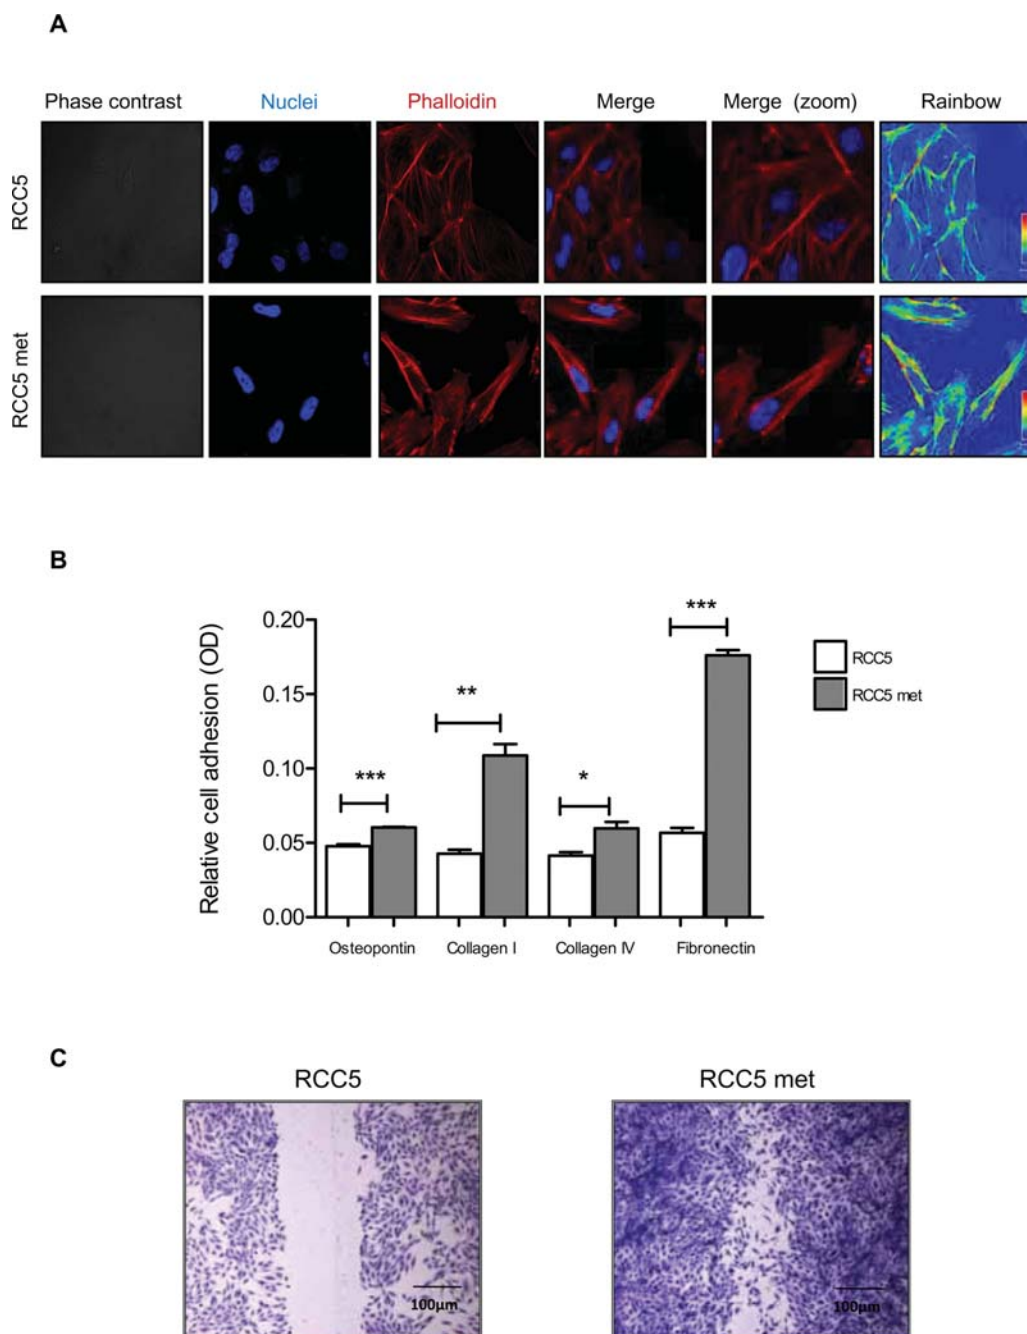 A
Phase contrast Nuclei Phalloidin Merge Merge (zoom) Rainbow
RCC5
RCC5 met
B
Relative cell adhesion (OD)
0.20
0.15
0.10
0.05
0.00
***
**
*
***
RCC5
RCC5 met
Osteopontin Collagen I Collagen IV Fibronectin
C
RCC5 RCC5 met
100µm 100µm